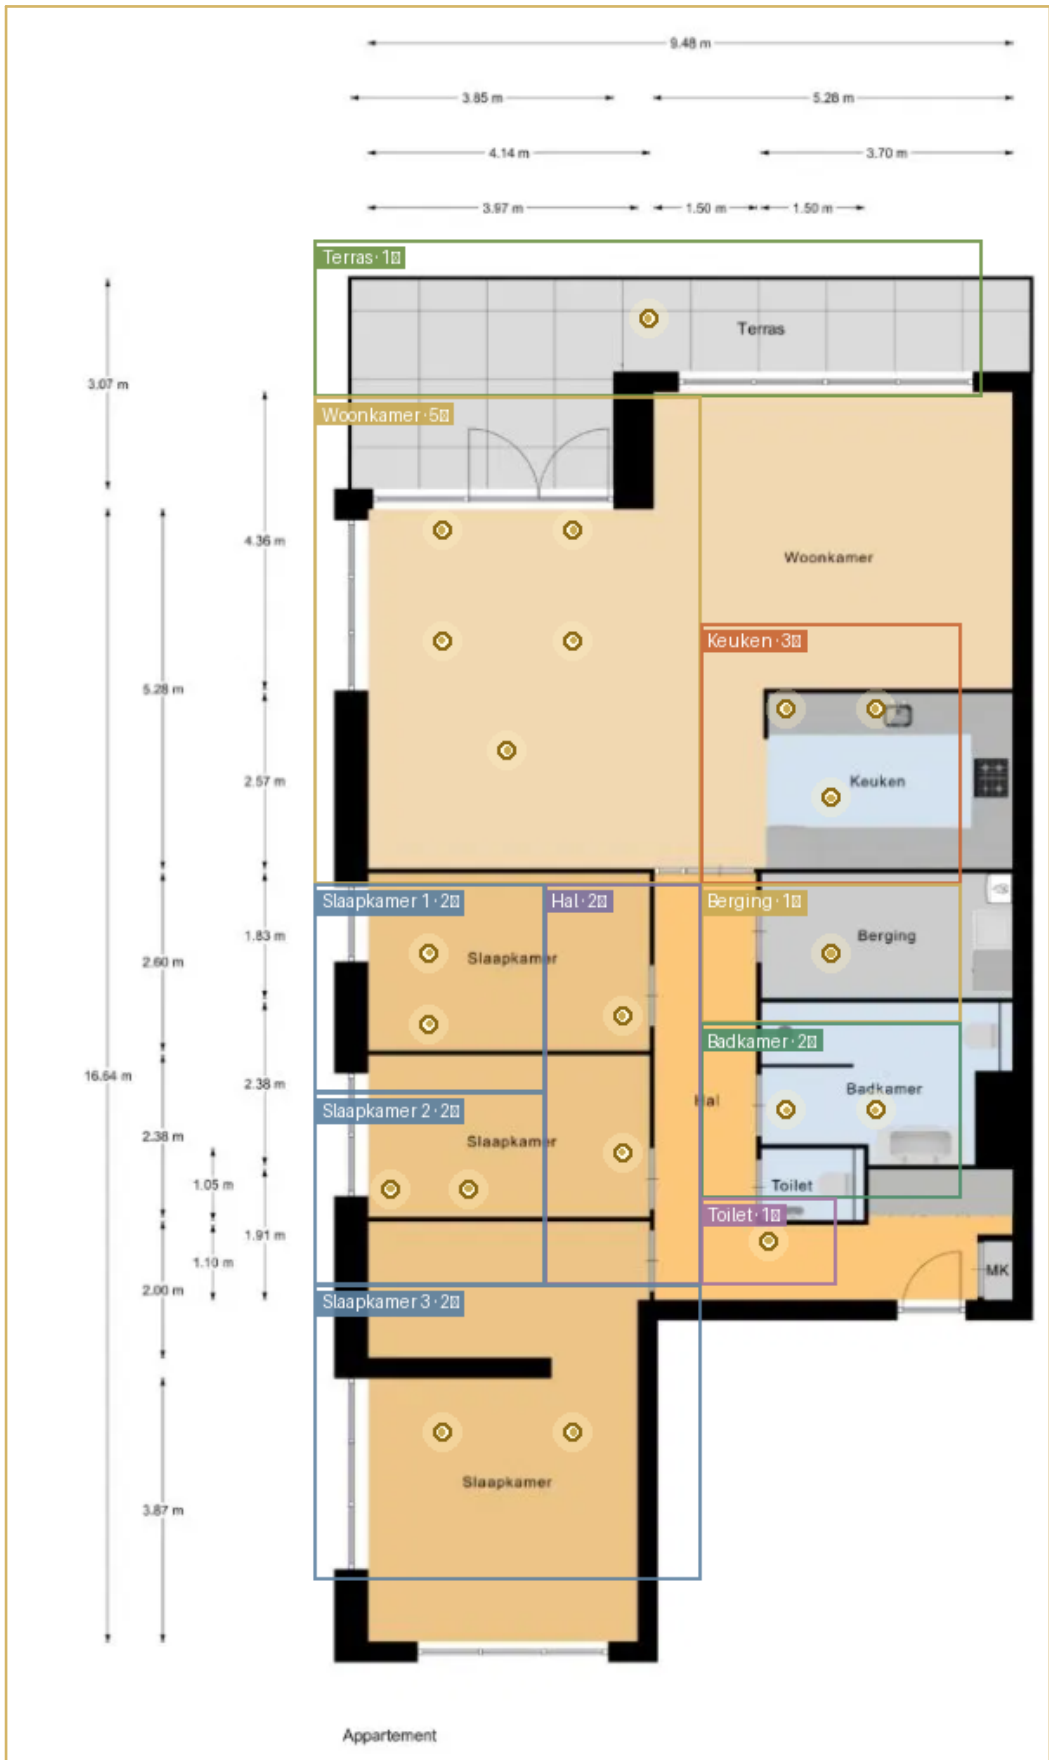 9.48 m
3.85 m
5.28 m
4.14 m
3.70 m
3.97 m
1.50 m
1.50 m
Terras·1
Terras
3.07 m
Woonkamer·5
4.36 m
Woonkamer
Keuken·3
5.28 m
2.57 m
Keuken
Slaapkamer 1·2
Hal·2
Berging·1
1.83 m
Berging
2.60 m
Slaapkamer
Badkamer·2
16.64 m
2.38 m
Badkamer
Hal
Slaapkamer 2·2
2.38 m
Slaapkamer
1.05 m
Toilet
Toilet·1
1.91 m
1.10 m
MK
2.00 m
Slaapkamer 3·2
Slaapkamer
3.87 m
Appartement